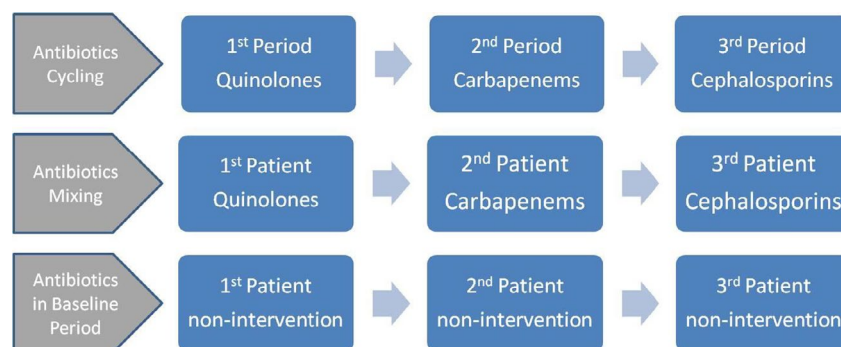 Antibiotics
Cycling
1st Period
Quinolones
2nd Period
Carbapenems
3rd Period
Cephalosporins
Antibiotics
Mixing
1st Patient
Quinolones
2nd Patient
Carbapenems
3rd Patient
Cephalosporins
Antibiotics
in Baseline
Period
1st Patient
non-intervention
2nd Patient
non-intervention
3rd Patient
non-intervention